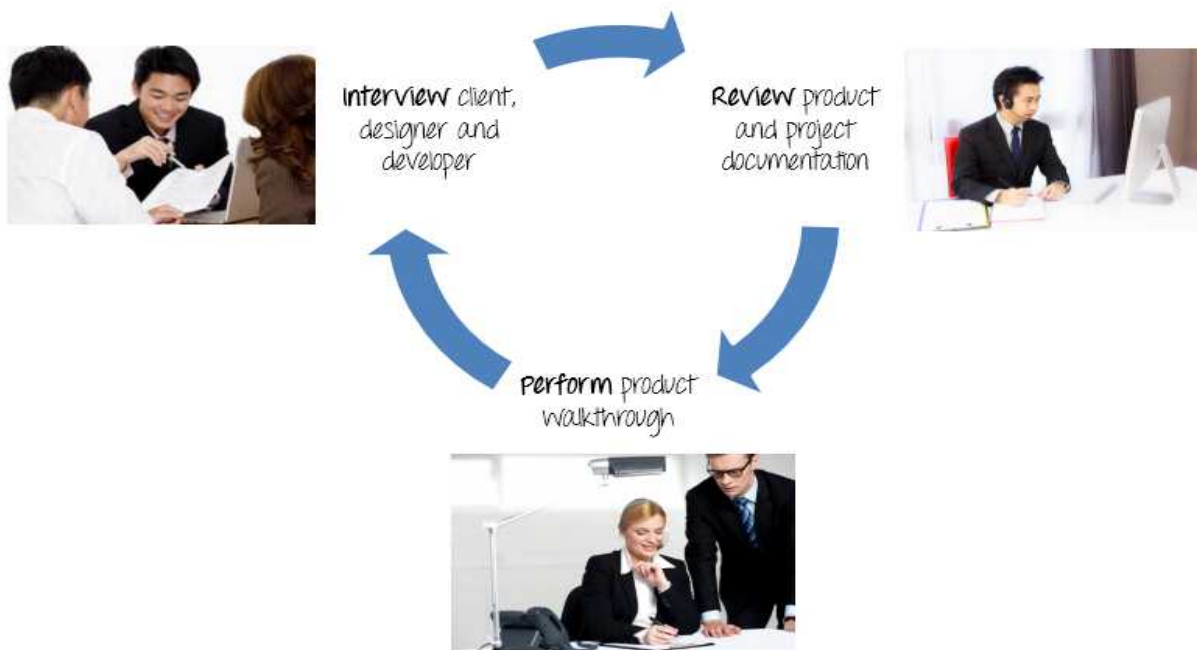 Interview client,
designer and
developer
Review product
and project
documentation
Perform product
walkthrough